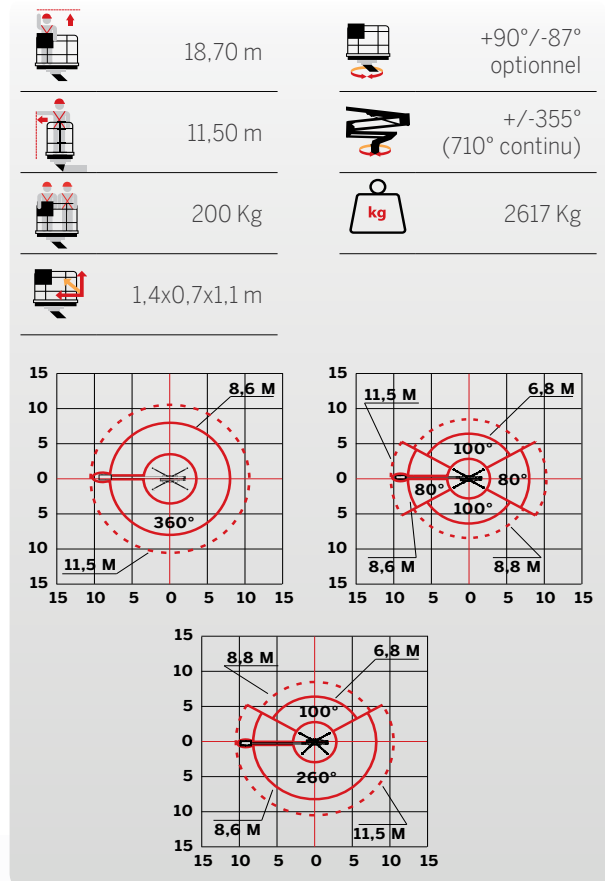 18,70 m
+90°/-87°
optionnel
11,50 m
+/-355°
(710° continu)
200 Kg
kg
2617 Kg
1,4x0,7x1,1 m
15
10
5
0
5
10
15
15 10 5 0 5 10 15
8,6 M
360°
11,5 M
15
10
5
0
5
10
15
15 10 5 0 5 10 15
11,5 M
6,8 M
100°
80°
80°
100°
8,6 M
8,8 M
15
10
5
0
5
10
15
15 10 5 0 5 10 15
8,8 M
6,8 M
100°
260°
8,6 M
11,5 M